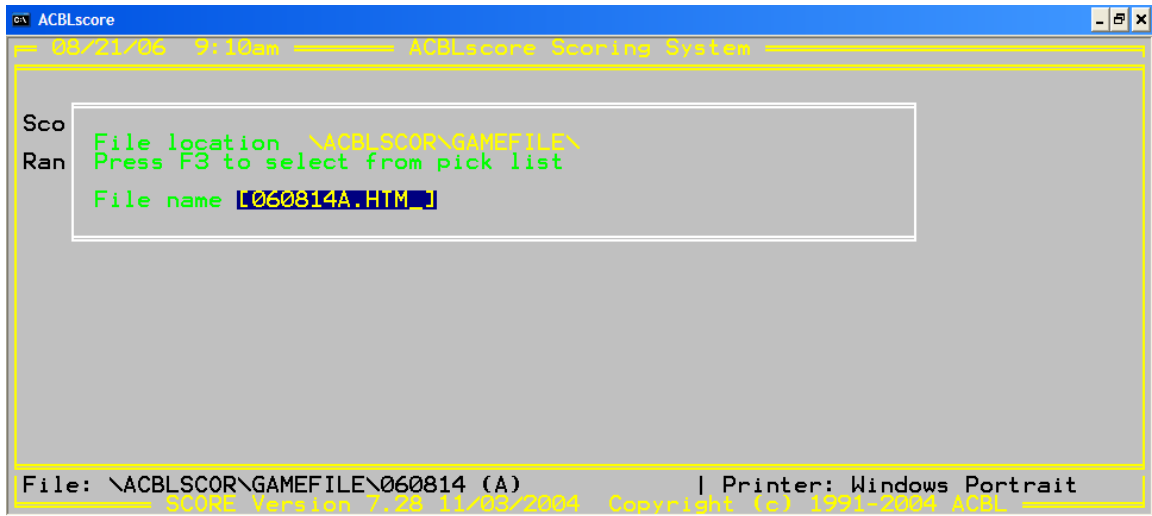 ACBLscore
08/21/06 9:10am ACBLscore Scoring System
Sco
File location \ACBLSCOR\GAMEFILE\
Ran Press F3 to select from pick list
File name [060814A.HTM_]
File: \ACBLSCOR\GAMEFILE\060814 (A) | Printer: Windows Portrait
SCORE Version 7.28 11/03/2004 Copyright (c) 1991-2004 ACBL